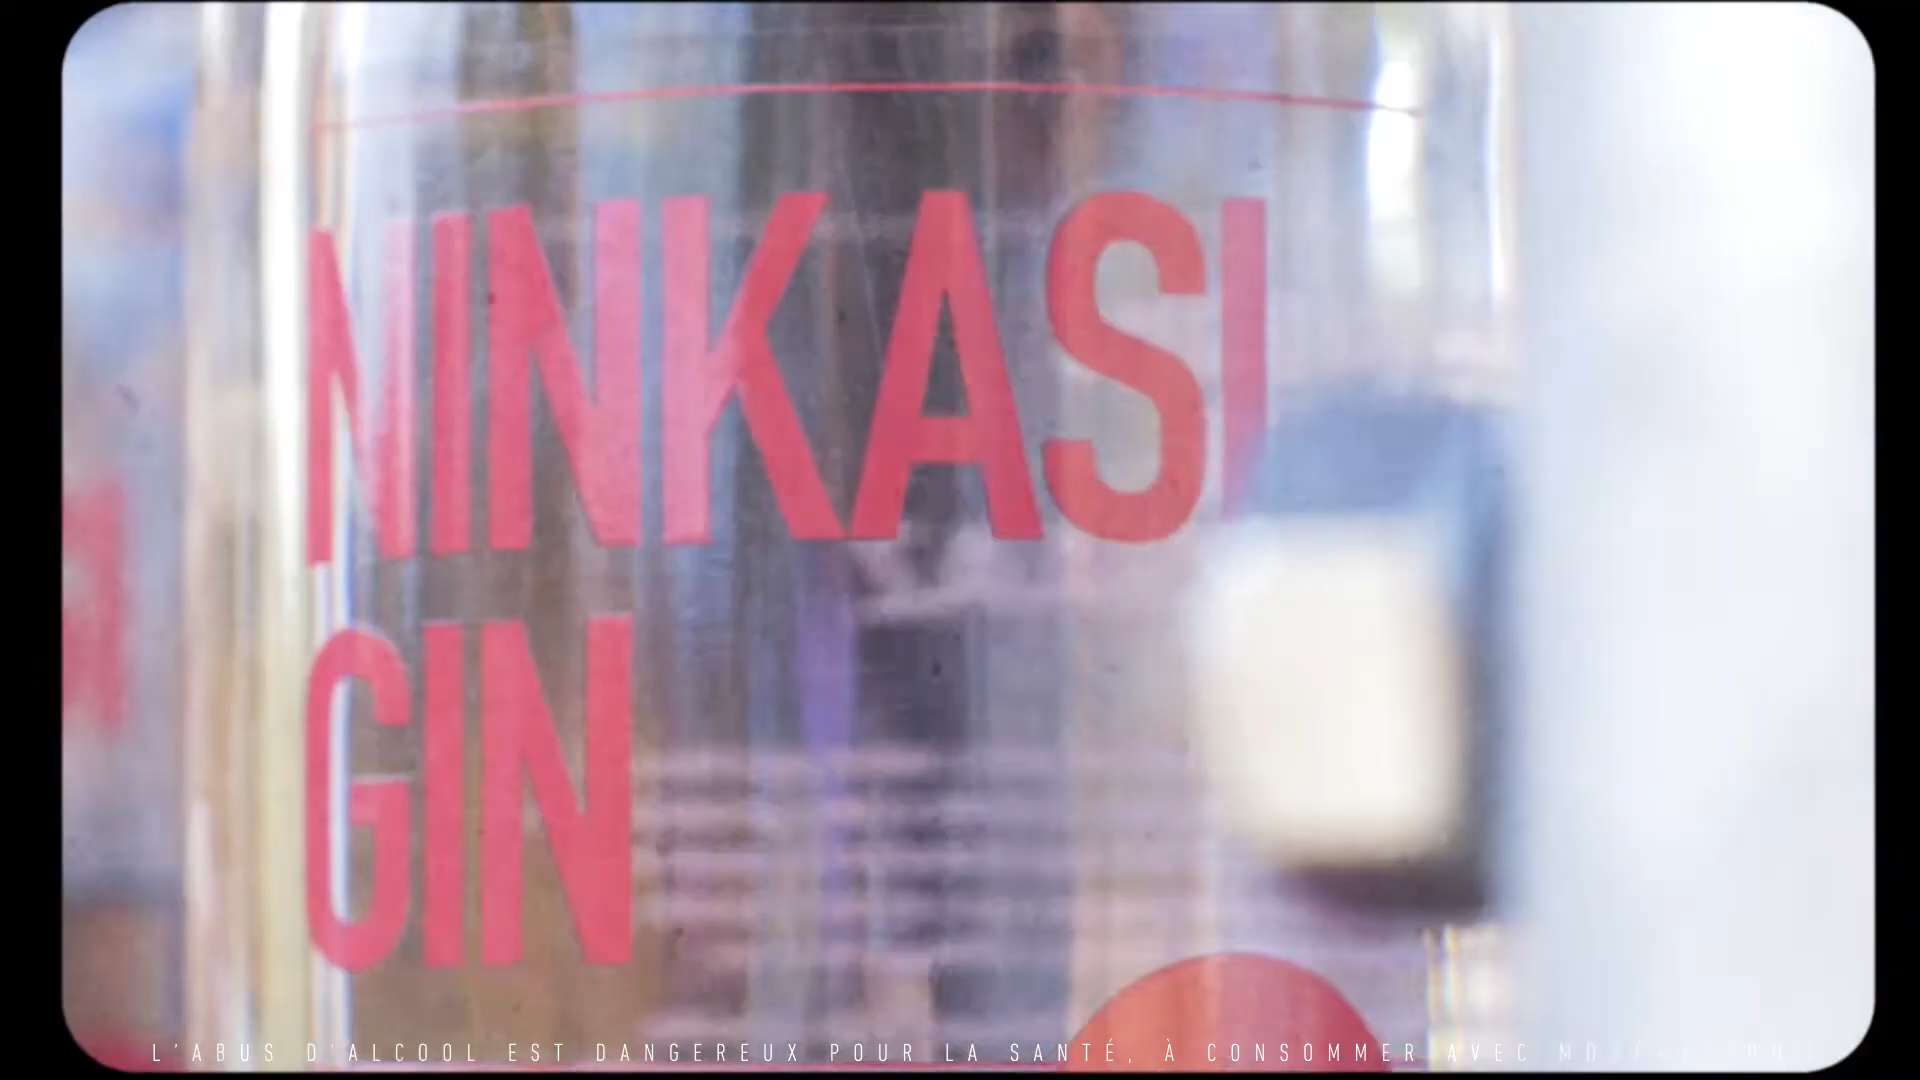 NINKASI
GIN
L'ABUS D'ALCOOL EST DANGEREUX POUR LA SANTÉ, À CONSOMMER AVEC